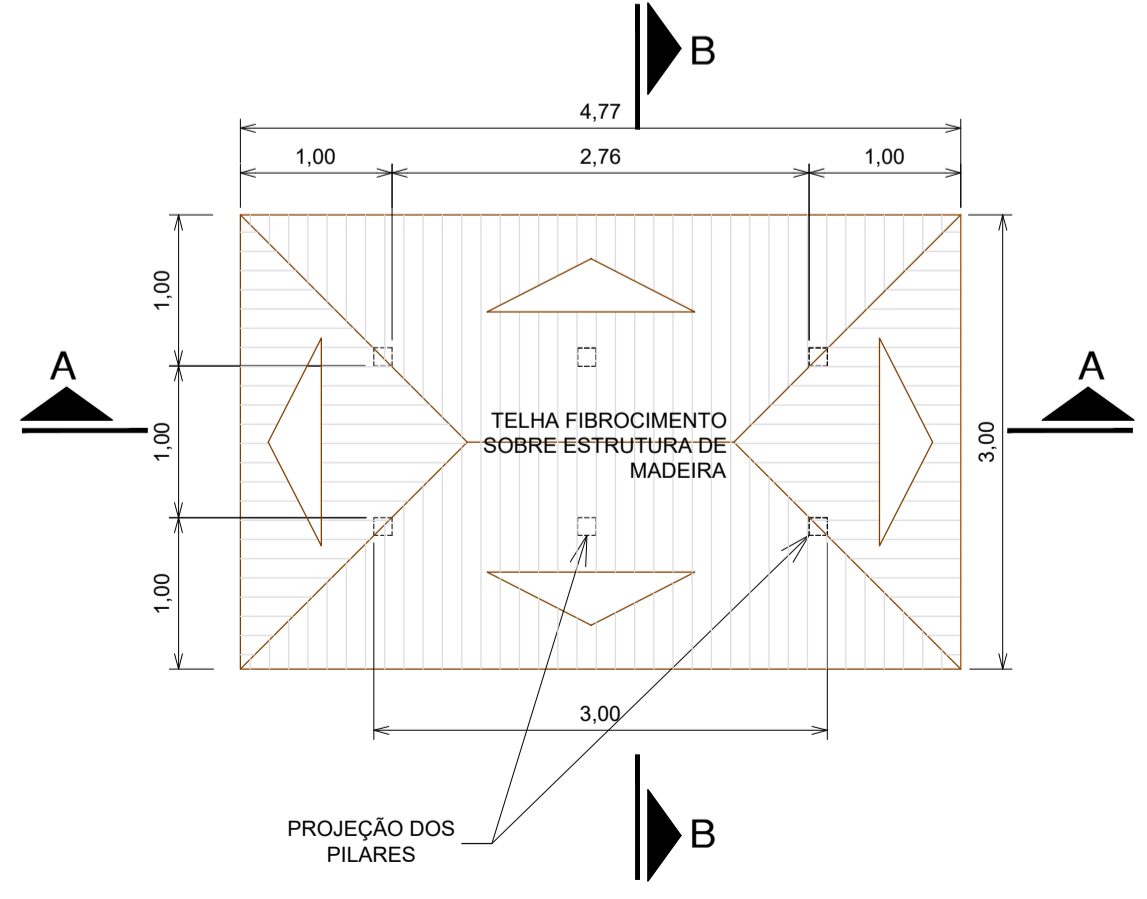 B
4,77
1,00
2,76
1,00
1,00
A
A
TELHA FIBROCIMENTO
SOBRE ESTRUTURA DE
MADEIRA
1,00
3,00
1,00
3,00
PROJEÇÃO DOS
PILARES
B